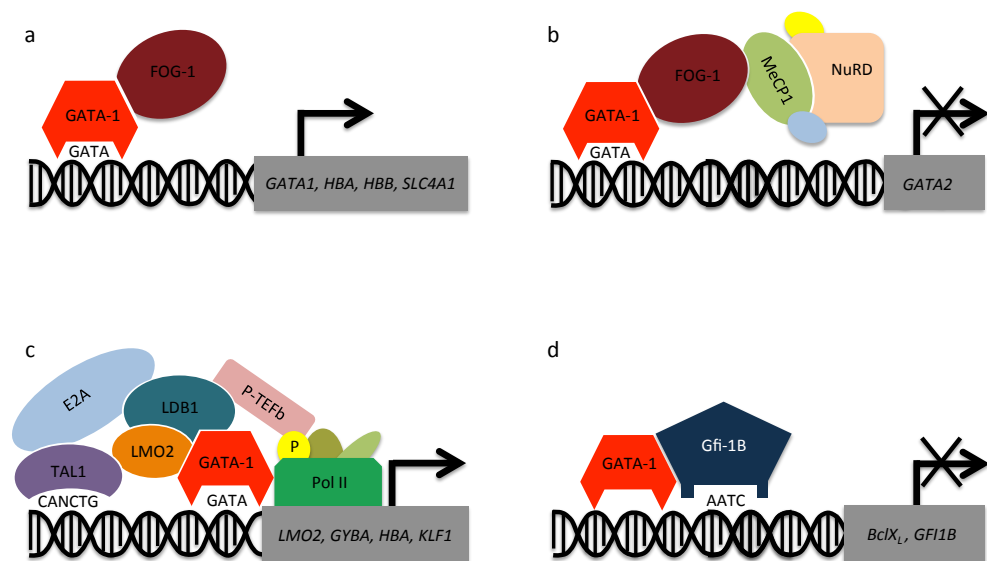 a
FOG-1
GATA-1
GATA
GATA1, HBA, HBB, SLC4A1
b
FOG-1
MeCP1
NuRD
GATA-1
GATA
GATA2
c
E2A
LDB1
P-TEFb
LMO2
GATA-1
P
TAL1
Pol II
CANCTG
GATA
LMO2, GYBA, HBA, KLF1
d
Gfi-1B
GATA-1
AATC
BclXL, GFI1B